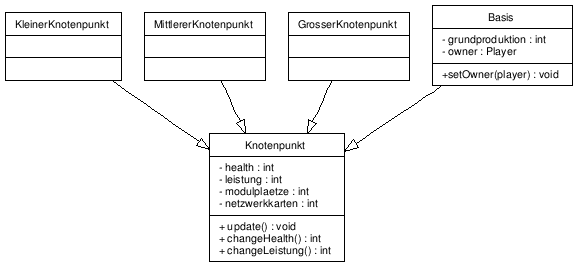 KleinerKnotenpunkt
MittlererKnotenpunkt
GrosserKnotenpunkt
Basis
- grundproduktion : int
- owner : Player
+setOwner(player) : void
Knotenpunkt
- health : int
- leistung : int
- modulplaetze : int
- netzwerkkarten : int
+ update() : void
+ changeHealth() : int
+ changeLeistung() : int